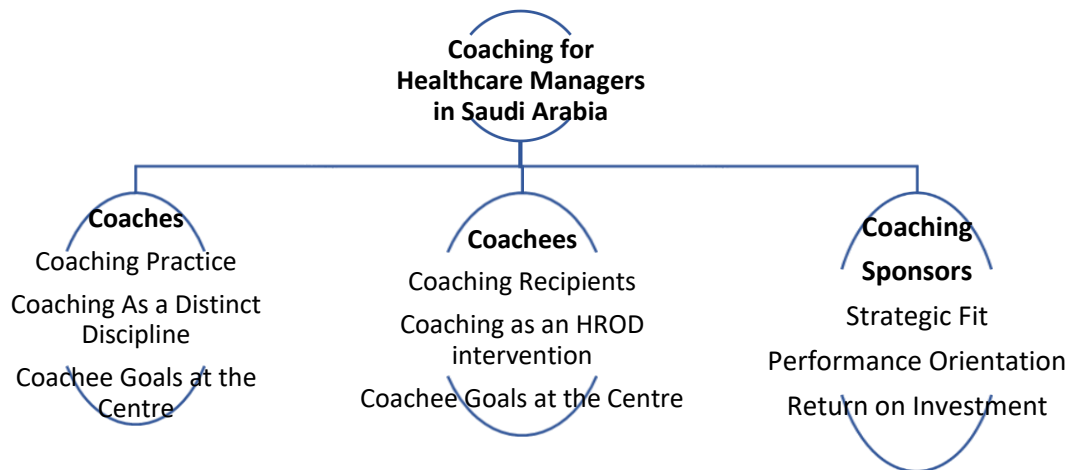 Coaching for
Healthcare Managers
in Saudi Arabia
Coaches
Coaching Practice
Coaching As a Distinct
Discipline
Coachee Goals at the
Centre
Coachees
Coaching Recipients
Coaching as an HROD
intervention
Coachee Goals at the Centre
Coaching
Sponsors
Strategic Fit
Performance Orientation
Return on Investment